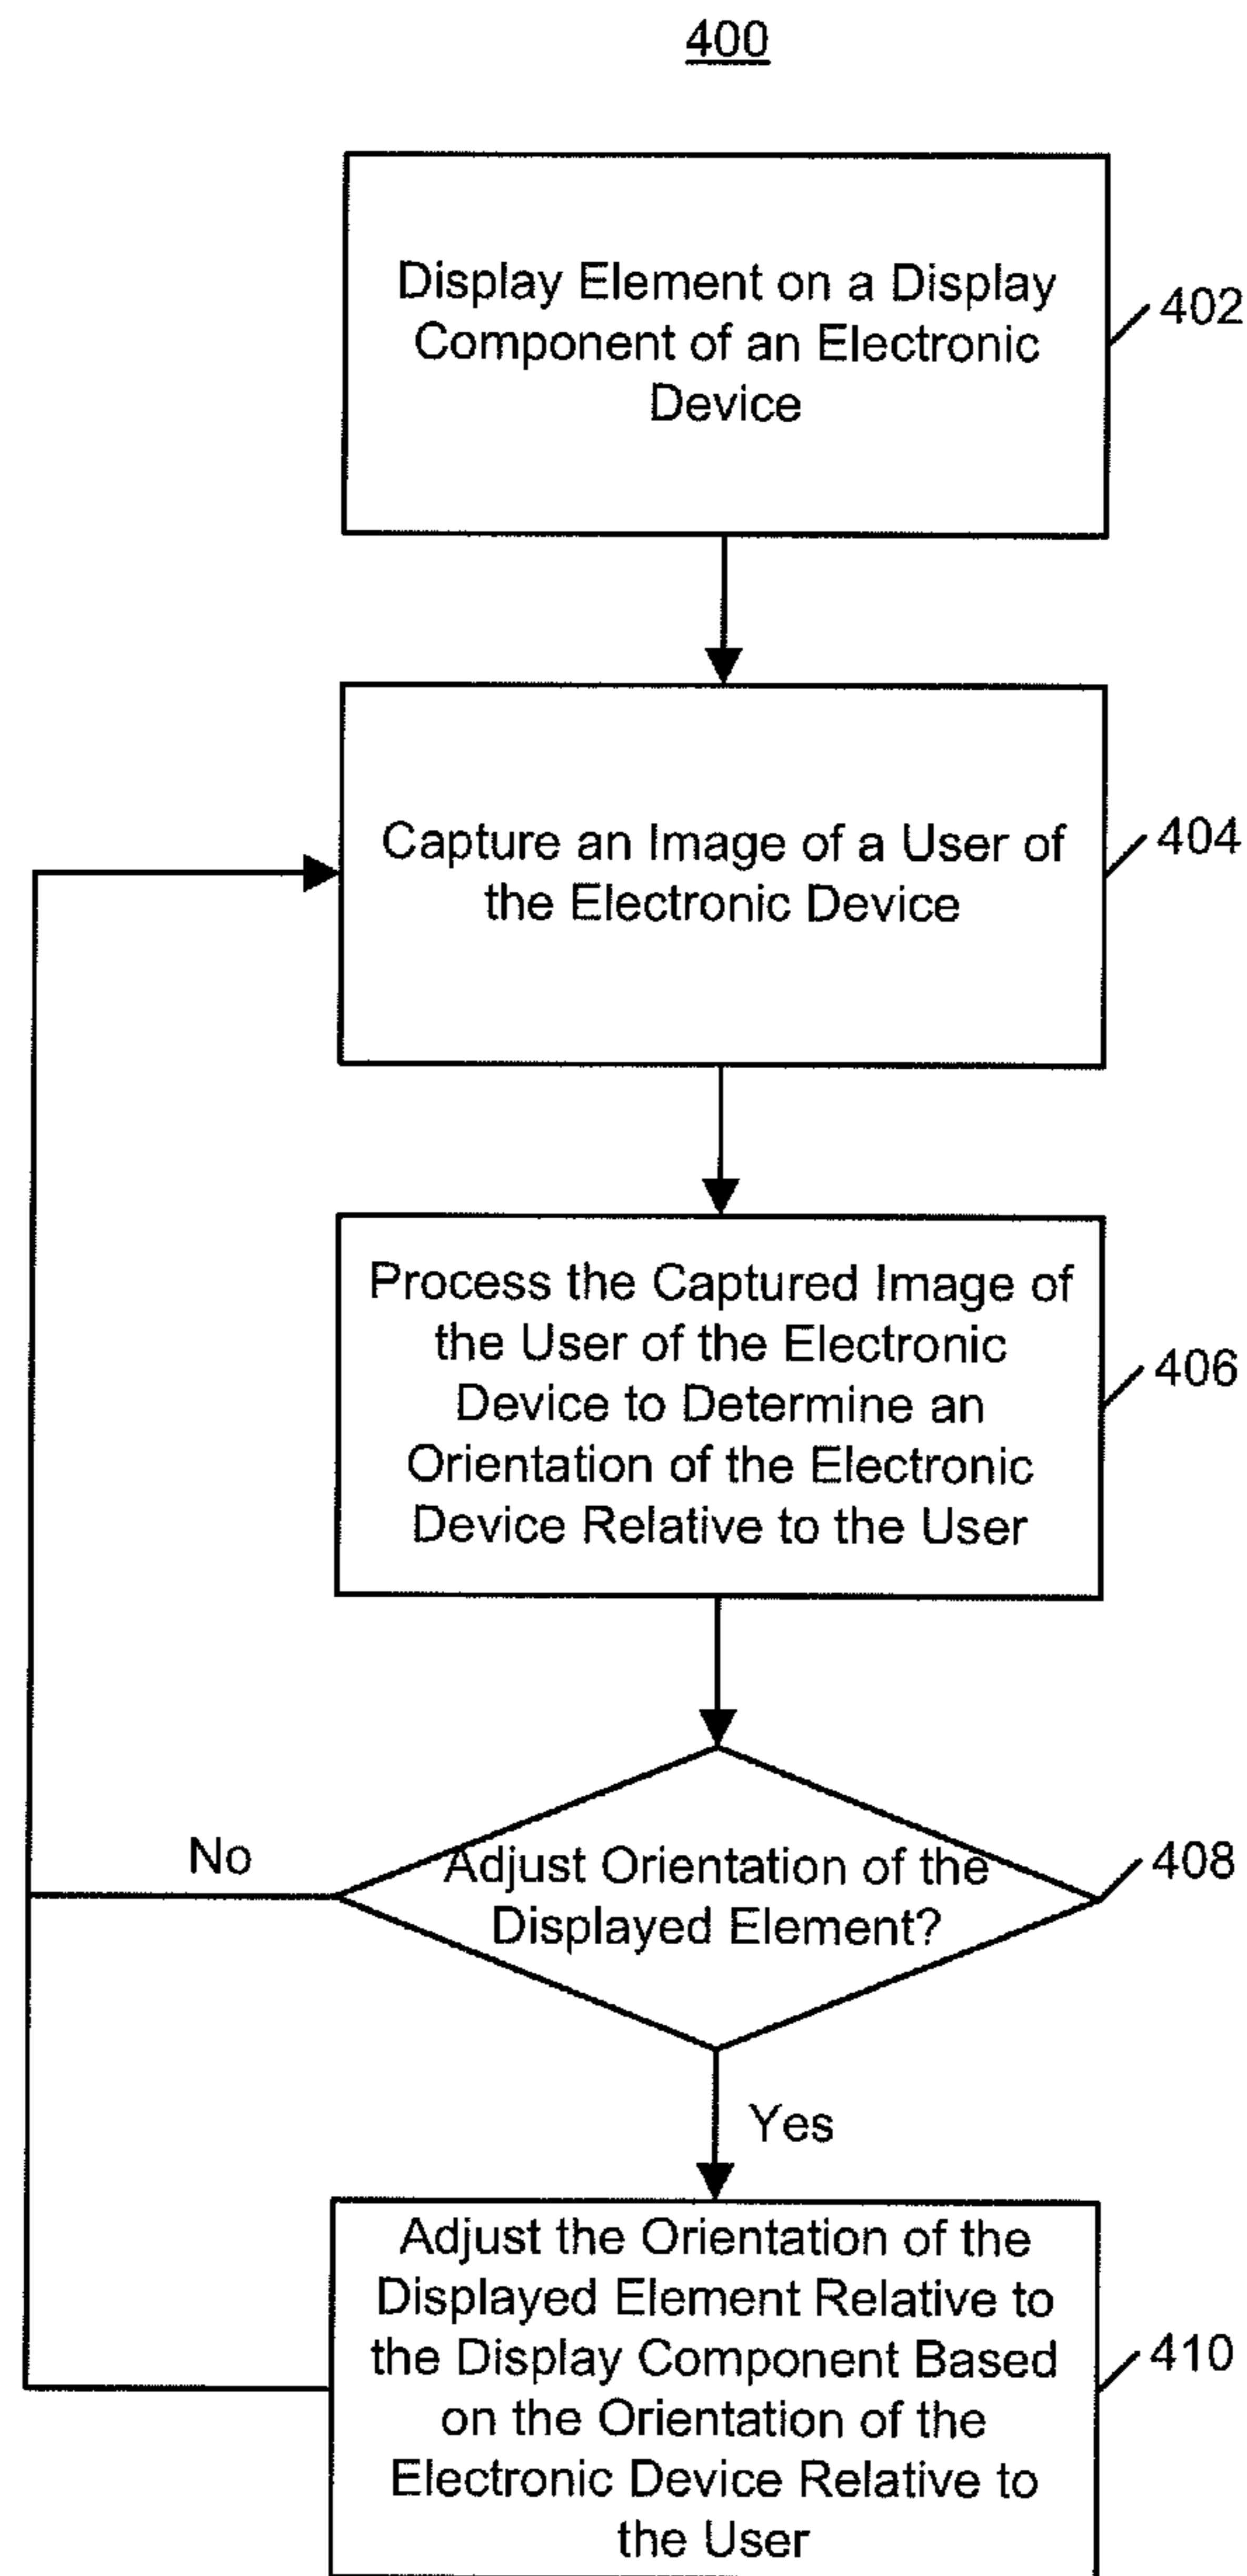 400
Display Element on a Display
Component of an Electronic
Device
402
Capture an Image of a User of
the Electronic Device
404
Process the Captured Image of
the User of the Electronic
Device to Determine an
Orientation of the Electronic
Device Relative to the User
406
Adjust Orientation of the
Displayed Element?
408
No
Yes
Adjust the Orientation of the
Displayed Element Relative to
the Display Component Based
on the Orientation of the
Electronic Device Relative to
the User
410